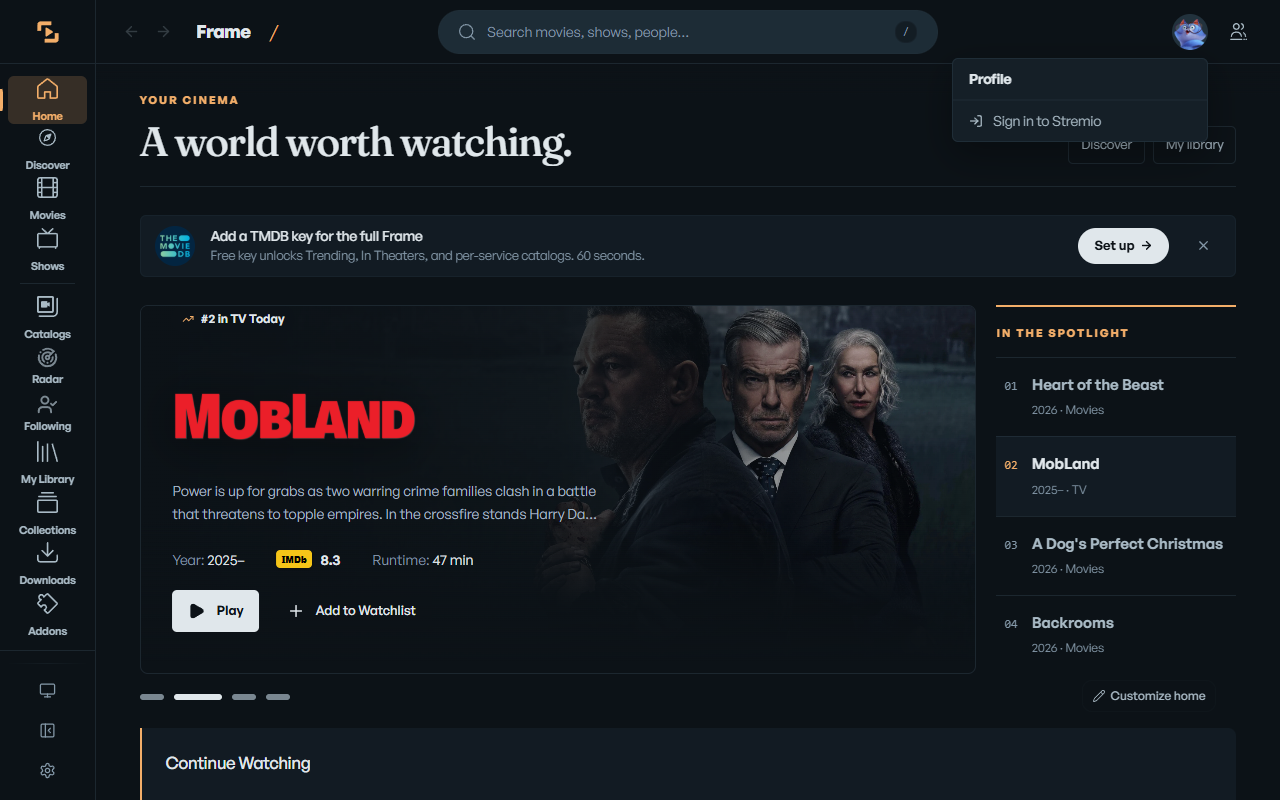 Frame /
Search movies, shows, people...
/
Profile
Sign in to Stremio
Home
Discover
Movies
Shows
Catalogs
Radar
Following
My Library
Collections
Downloads
Addons
YOUR CINEMA
A world worth watching.
Discover
My library
THE MOVIE DB
Add a TMDB key for the full Frame
Free key unlocks Trending, In Theaters, and per-service catalogs. 60 seconds.
Set up →
#2 in TV Today
MOBLAND
Power is up for grabs as two warring crime families clash in a battle
that threatens to topple empires. In the crossfire stands Harry Da...
Year: 2025– IMDb 8.3 Runtime: 47 min
Play
Add to Watchlist
IN THE SPOTLIGHT
01 Heart of the Beast
2026 · Movies
02 MobLand
2025– · TV
03 A Dog's Perfect Christmas
2026 · Movies
04 Backrooms
2026 · Movies
Customize home
Continue Watching